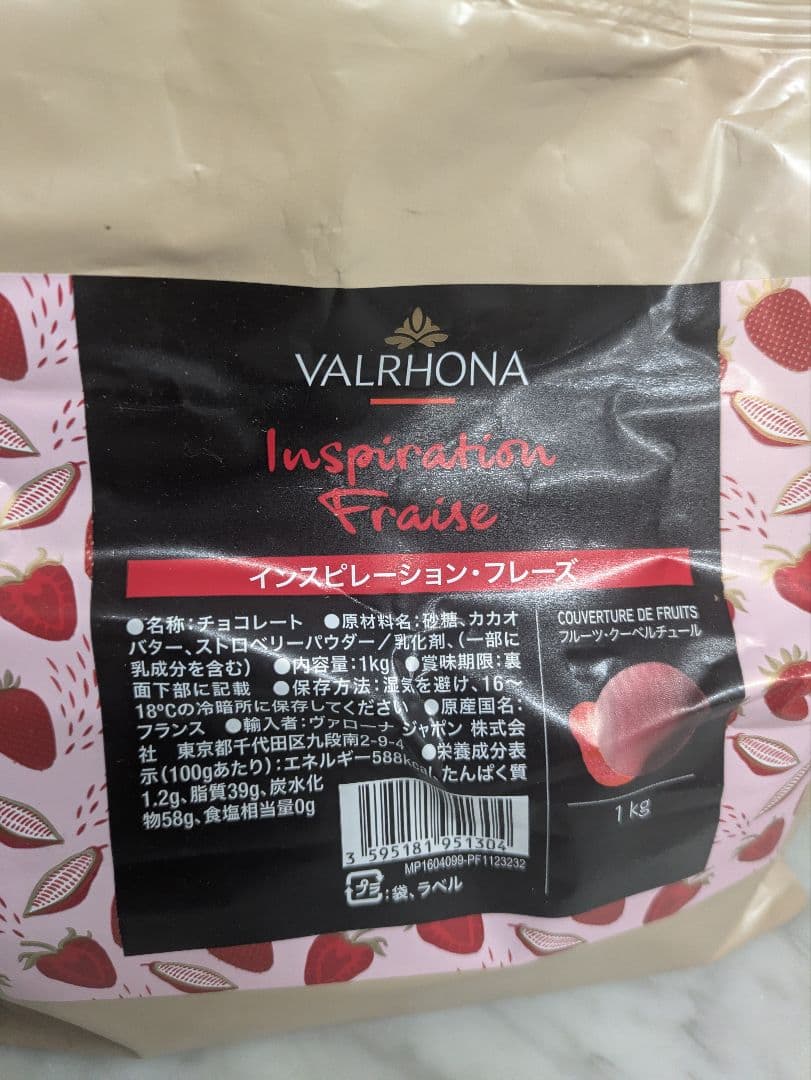 VALRHONA
Inspiration
Fraise
インスピレーション・フレーズ
●名称：チョコレート ●原材料名：砂糖、カカオ
バター、ストロベリーパウダー／乳化剤、（一部に
乳成分を含む） ●内容量：1kg ●賞味期限：裏
面下部に記載 ●保存方法：湿気を避け、16～
18℃の冷暗所に保存してください ●原産国名：
フランス ●輸入者：ヴァローナ ジャポン 株式会
社 東京都千代田区九段南2-9-4 ●栄養成分表
示（100gあたり）：エネルギー588kcal、たんぱく質
1.2g、脂質39g、炭水化
物58g、食塩相当量0g
3 595181 951304
MP1604099-PF1123232
プラ：袋、ラベル
COUVERTURE DE FRUITS
フルーツ・クーベルチュール
1 kg